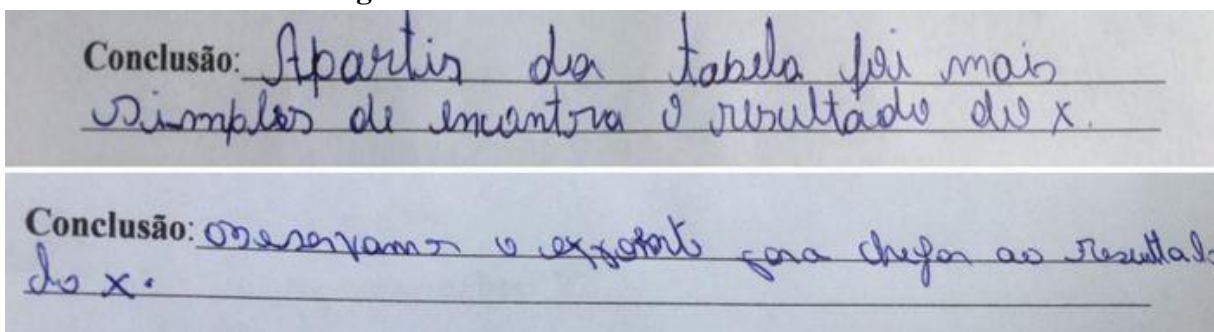 Conclusão: Apartir da tabela foi mais
simples de encontra o resultado do x.
Conclusão: observamos o expoente para chegar ao resultado
do x.